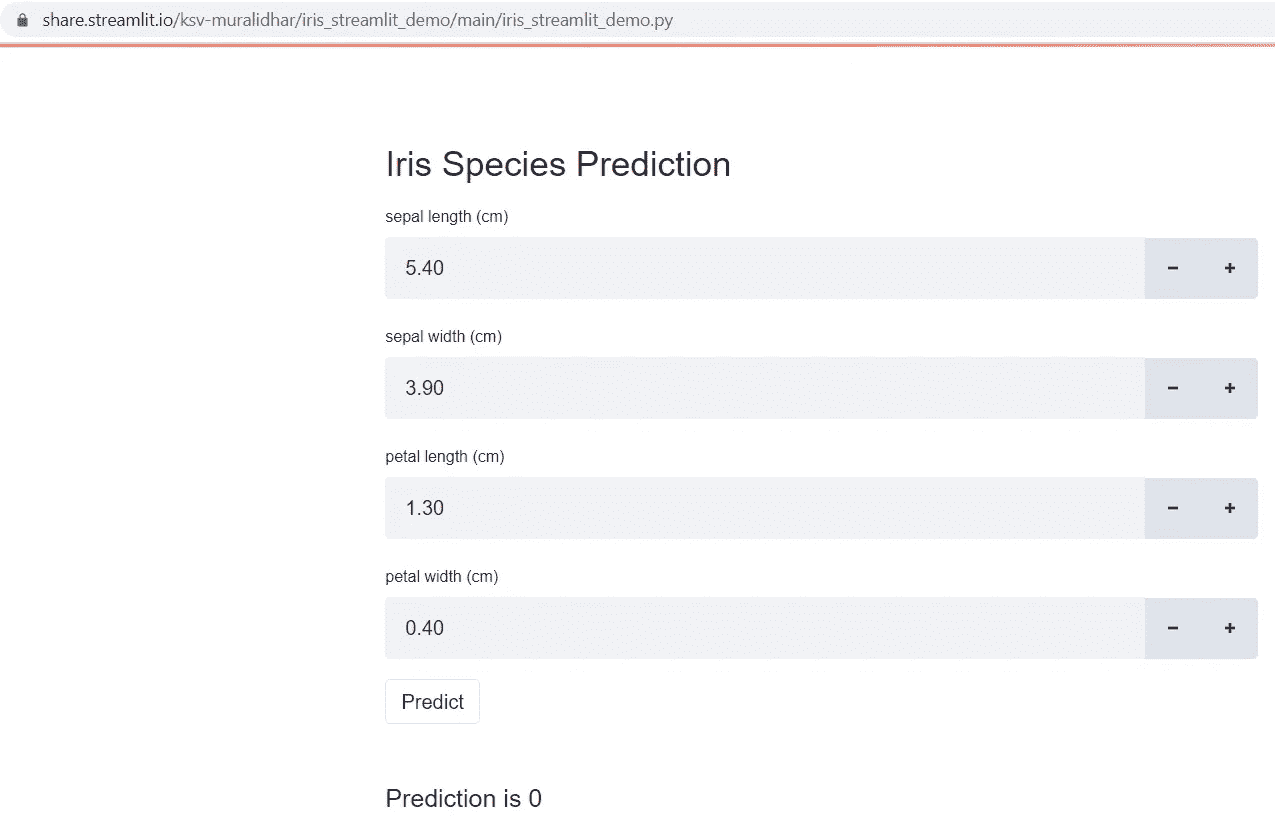 share.streamlit.io/ksv-muralidhar/iris_streamlit_demo/main/iris_streamlit_demo.py
Iris Species Prediction
sepal length (cm)
5.40 − +
sepal width (cm)
3.90 − +
petal length (cm)
1.30 − +
petal width (cm)
0.40 − +
Predict
Prediction is 0